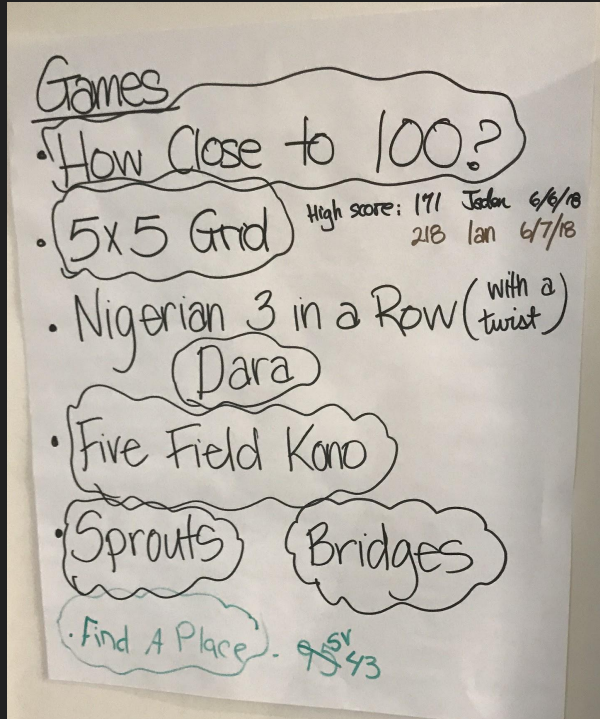 Games
• How Close to 100?
• 5x5 Grid High score: 171 Jaden 6/6/18
218 Ian 6/7/18
• Nigerian 3 in a Row (with a twist)
Dara
• Five Field Kono
• Sprouts Bridges
• Find A Place. 43